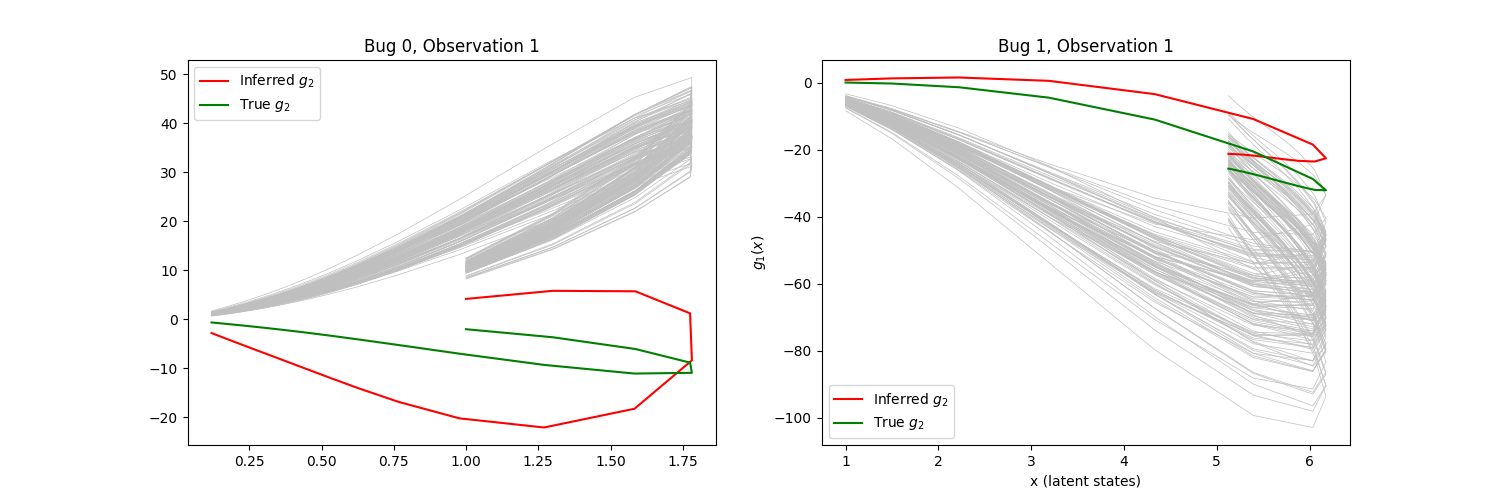 Bug 0, Observation 1
Inferred g₂
True g₂
50
40
30
20
10
0
−10
−20
0.25 0.50 0.75 1.00 1.25 1.50 1.75
Bug 1, Observation 1
g₁(x)
0
−20
−40
−60
−80
−100
Inferred g₂
True g₂
1 2 3 4 5 6
x (latent states)